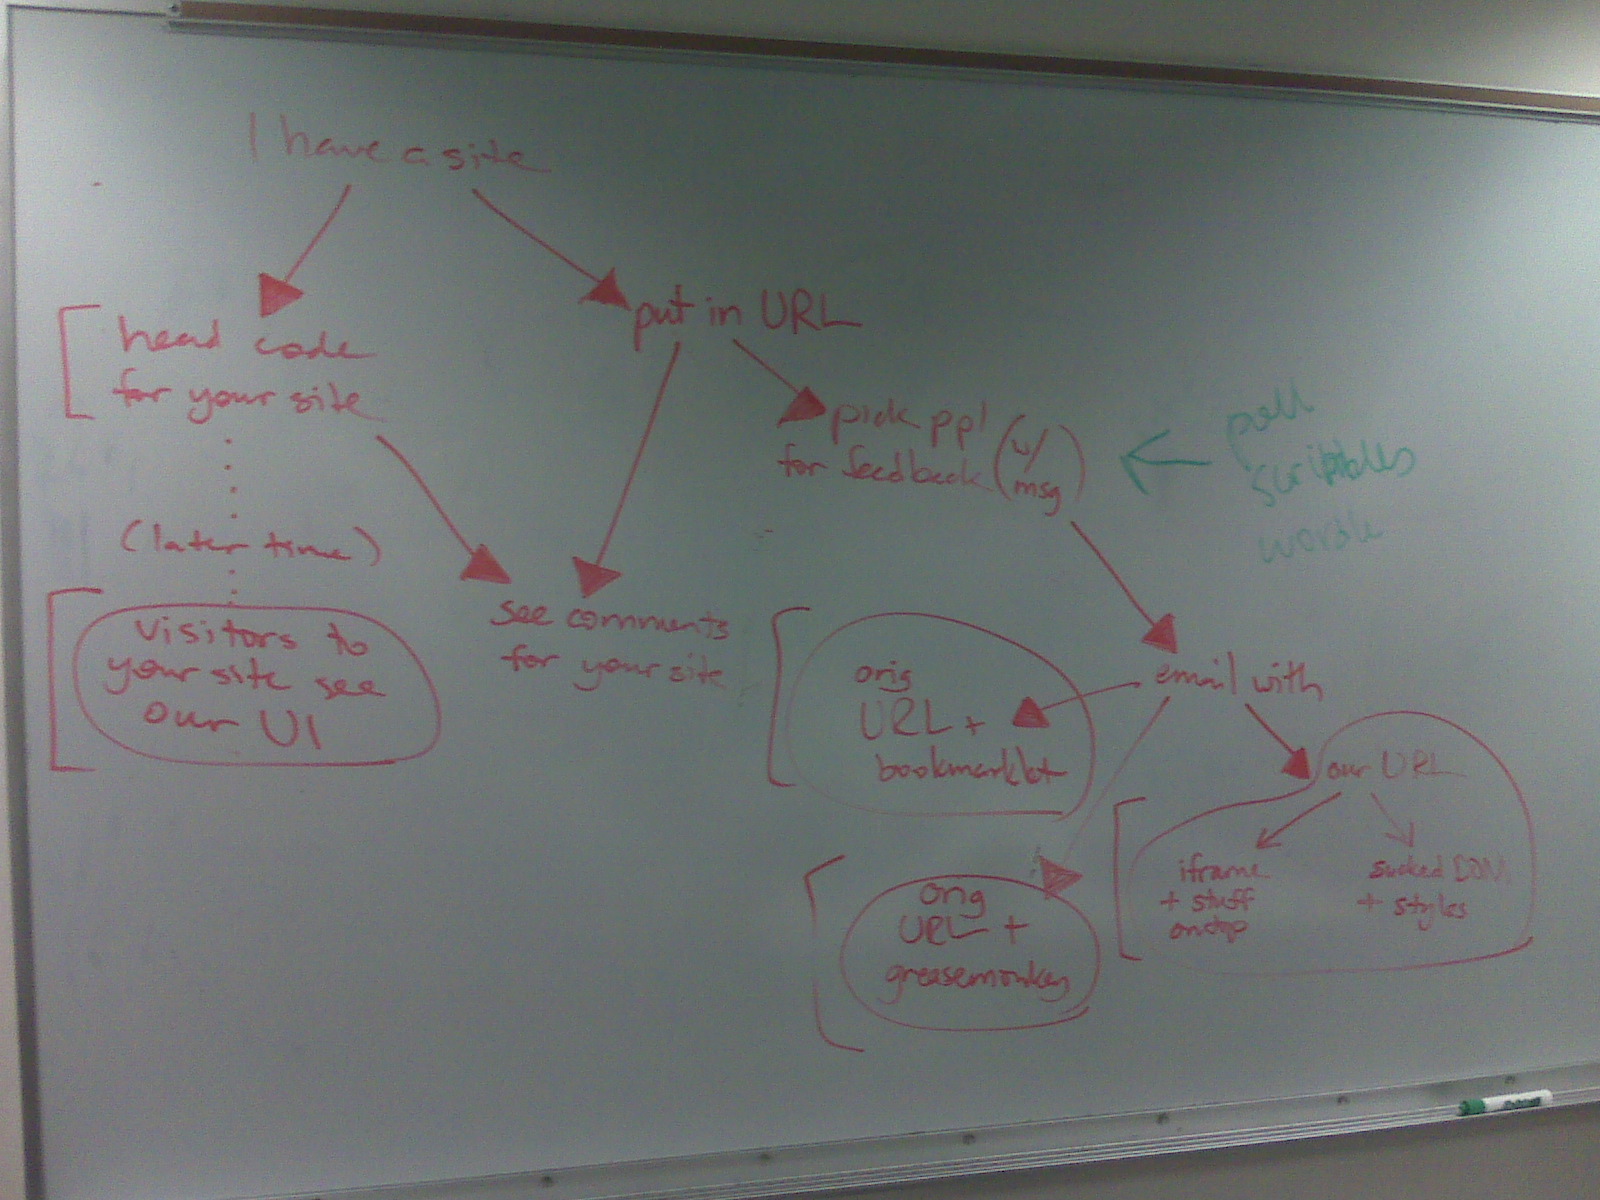 I have a site
put in URL
head code
for your site
pick ppl
for feedback (w/
msg)
poll
scribbles
(later time)
see comments
for your site
visitors to
your site see
our UI
email with
orig
URL +
bookmarklet
our URL
iframe
+ stuff
on top
sucked DOM
+ styles
orig
URL +
greasemonkey